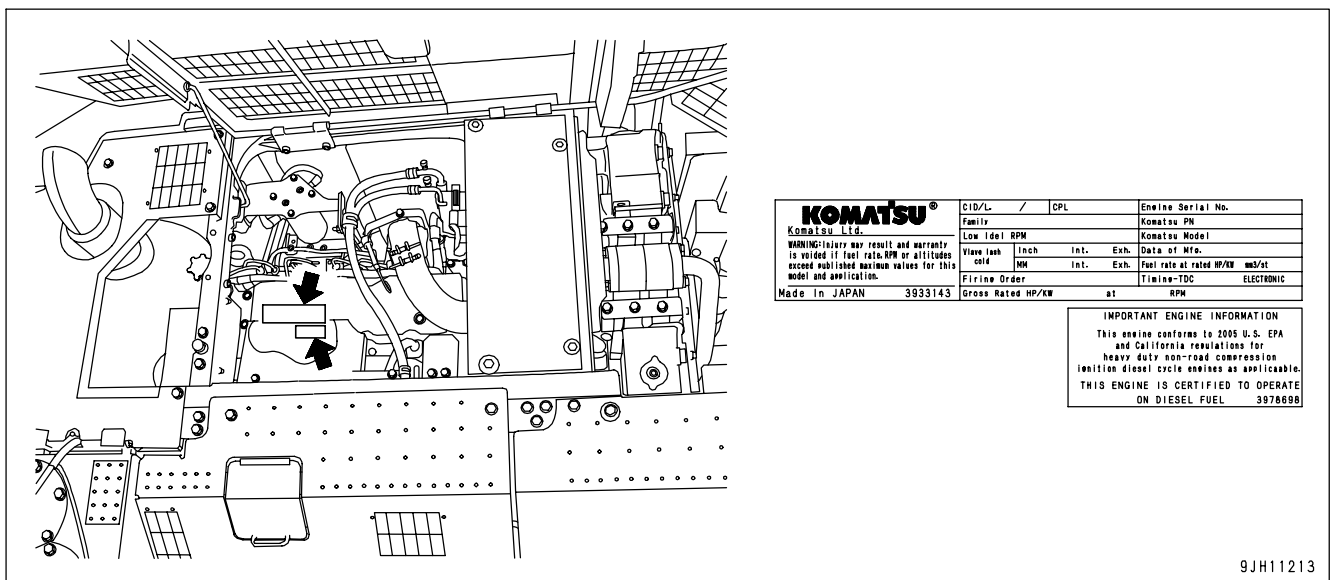 KOMATSU®
Komatsu Ltd.
WARNING:Injury may result and warranty
is voided if fuel rate.RPM or altitudes
exceed published maximum values for this
model and application.
Made In JAPAN 3933143
CID/L. / CPL Engine Serial No.
Family Komatsu PN
Low Idel RPM Komatsu Model
Vlave lash cold Inch Int. Exh. Data of Mfg.
MM Int. Exh. Fuel rate at rated HP/KW mm3/st
Firing Order Timing-TDC ELECTRONIC
Gross Rated HP/KW at RPM
IMPORTANT ENGINE INFORMATION
This engine conforms to 2005 U.S. EPA
and California regulations for
heavy duty non-road compression
ignition diesel cycle engines as applicable.
THIS ENGINE IS CERTIFIED TO OPERATE
ON DIESEL FUEL 3978698
9JH11213